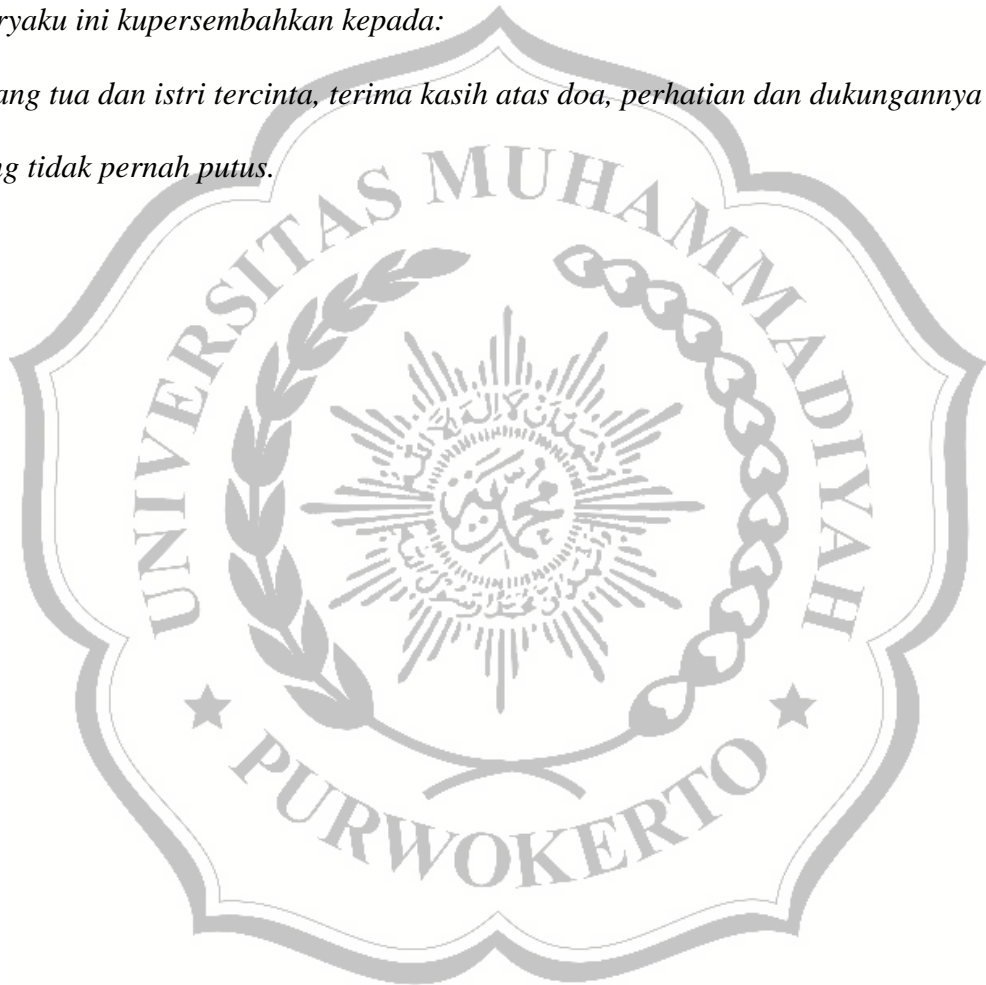 ryaku ini kupersembahkan kepada:
ang tua dan istri tercinta, terima kasih atas doa, perhatian dan dukungannya
ng tidak pernah putus.
UNIVERSITAS MUHAMMADIYAH
PURWOKERTO